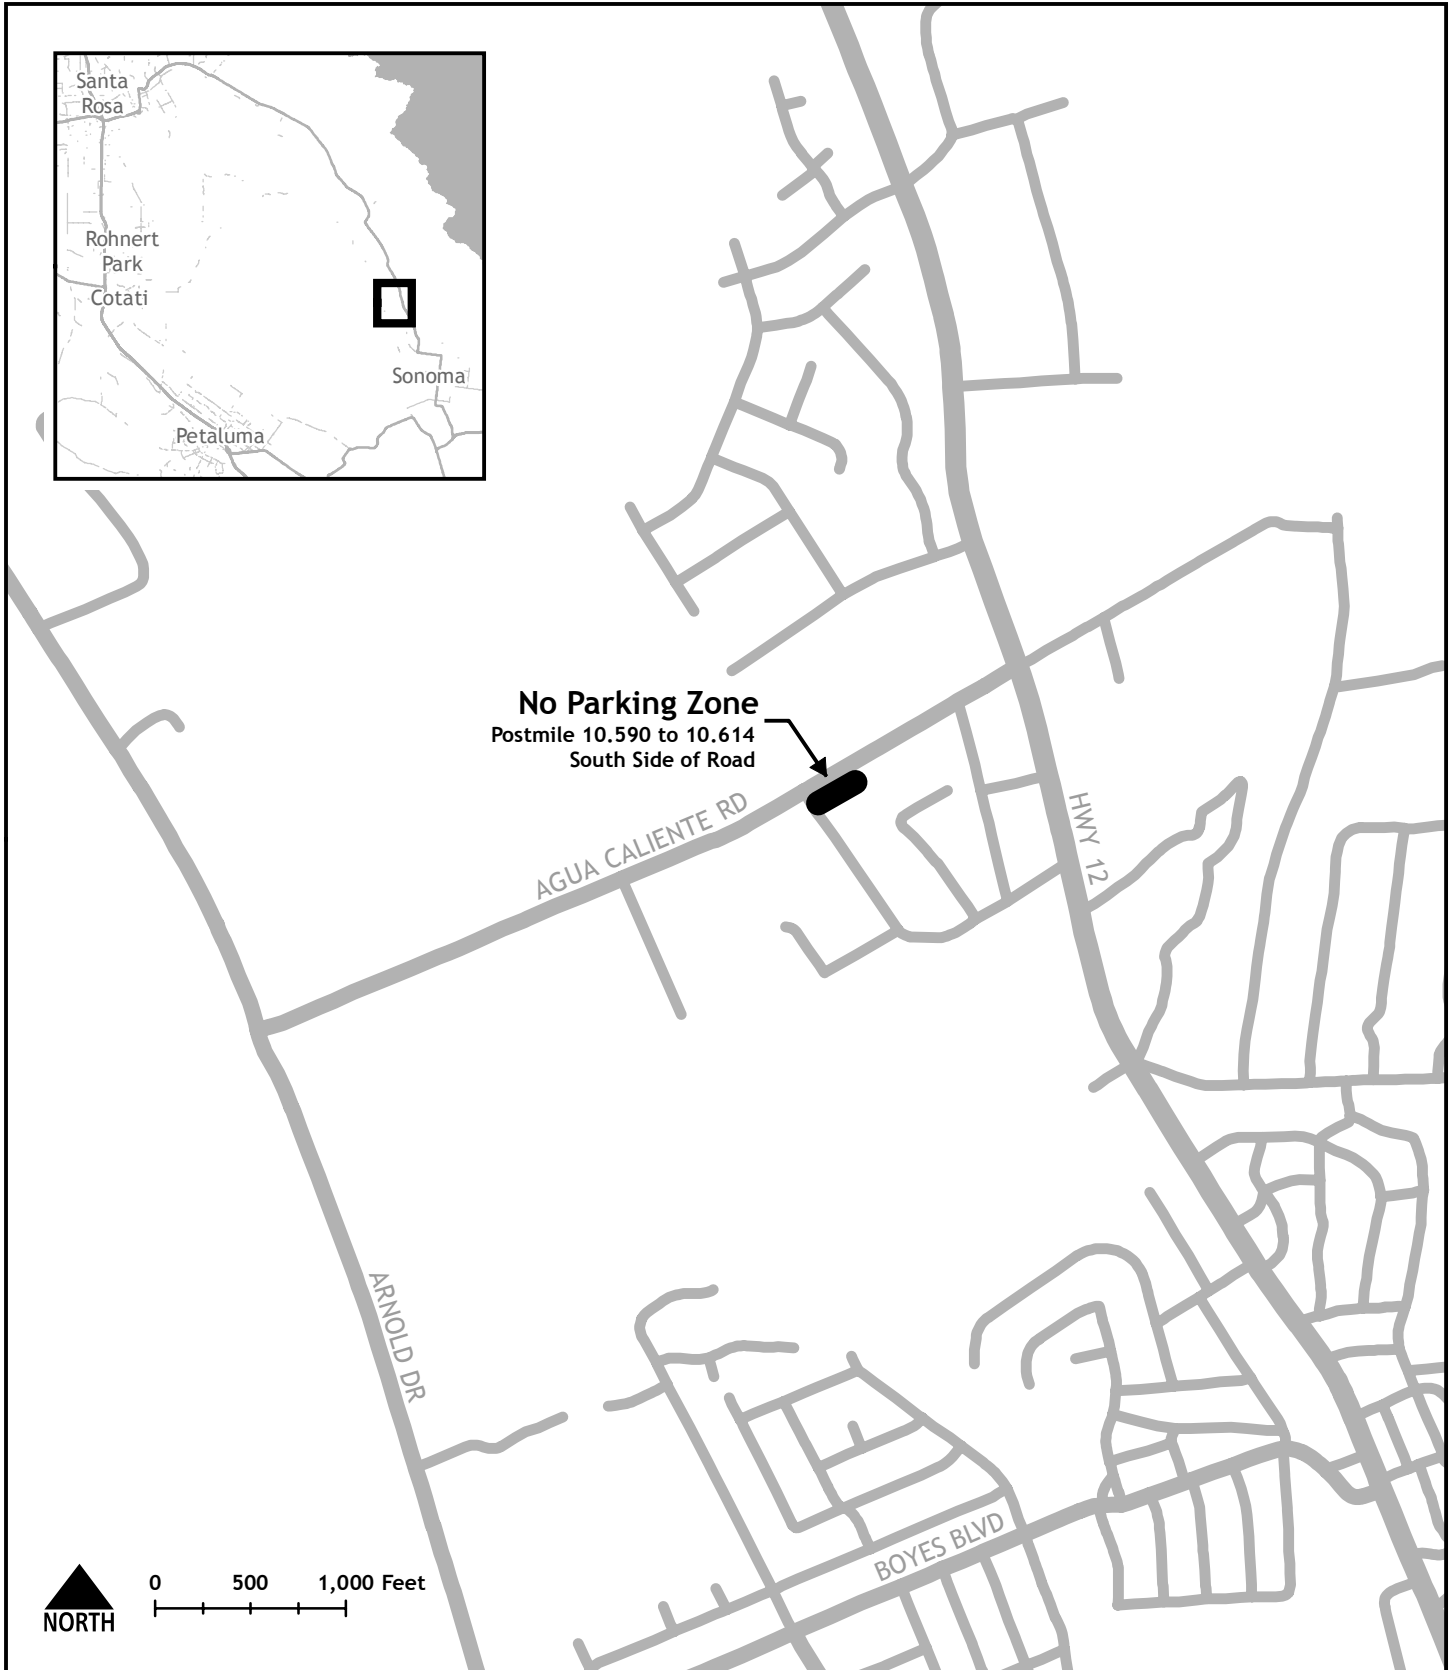 Santa
Rosa
Rohnert
Park
Cotati
Sonoma
Petaluma
No Parking Zone
Postmile 10.590 to 10.614
South Side of Road
AGUA CALIENTE RD
HWY 12
ARNOLD DR
BOYES BLVD
0 500 1,000 Feet
NORTH